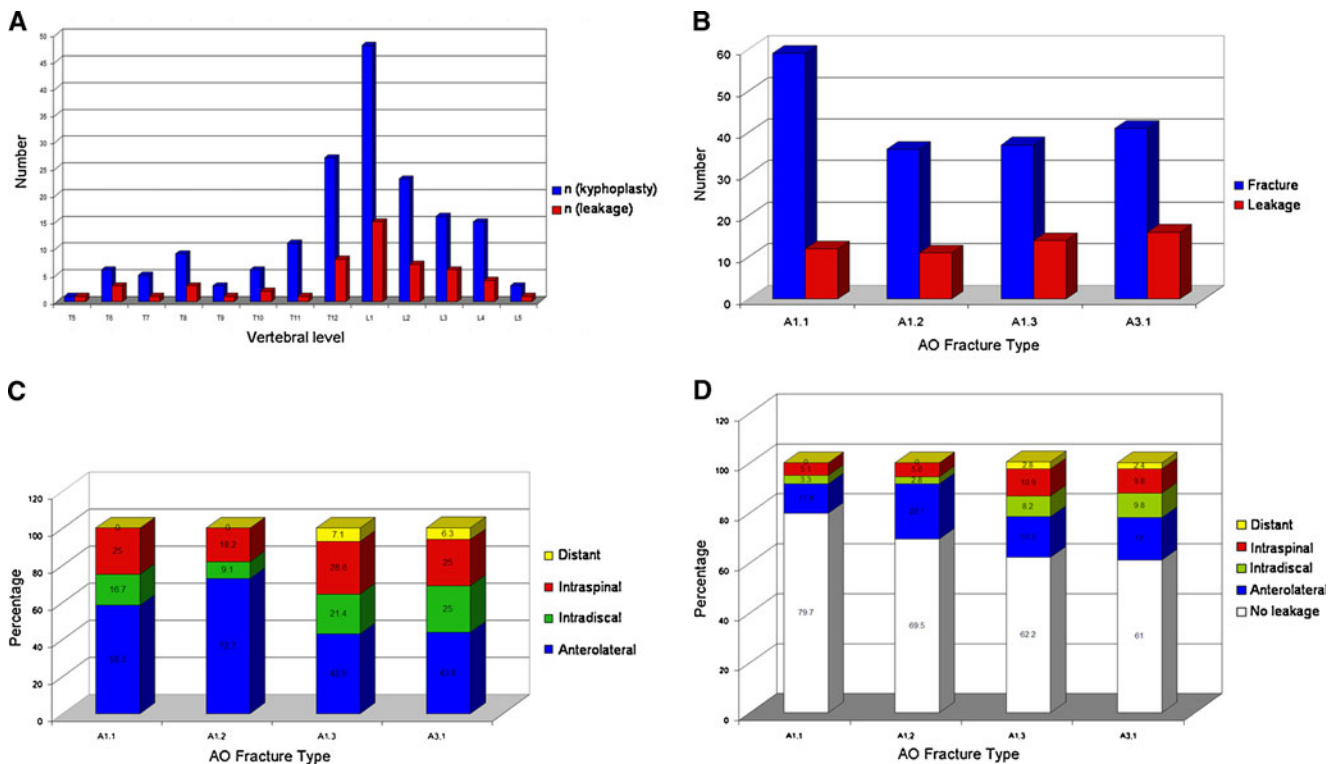 A
50
45
40
35
30
25
20
15
10
5
0
Number
T5 T6 T7 T8 T9 T10 T11 T12 L1 L2 L3 L4 L5
Vertebral level
n (kyphoplasty)
n (leakage)
B
60
50
40
30
20
10
0
Number
A1.1 A1.2 A1.3 A3.1
AO Fracture Type
Fracture
Leakage
C
120
100
80
60
40
20
0
Percentage
0 0 7.1 6.3
25 18.2 28.6 25
16.7 9.1 21.4 25
72.7
A1.1 A1.2 A1.3 A3.1
AO Fracture Type
Distant
Intraspinal
Intradiscal
Anterolateral
D
120
100
80
60
40
20
0
Percentage
0 0 2.8 2.4
5.1 5.6 10.9 9.8
3.3 2.8 8.2 9.8
79.7 69.5 62.2 61
A1.1 A1.2 A1.3 A3.1
AO Fracture Type
Distant
Intraspinal
Intradiscal
Anterolateral
No leakage